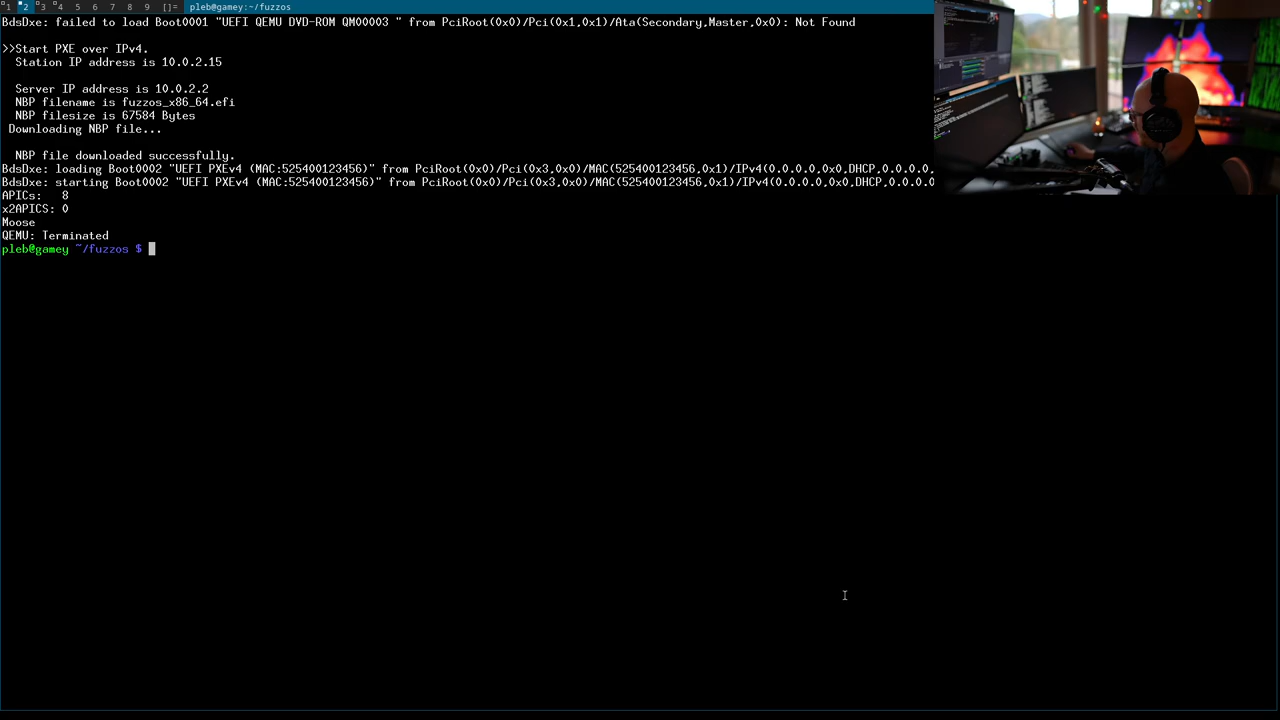 1 2 3 4 5 6 7 8 9 []= pleb@gamey:~/fuzzos
BdsDxe: failed to load Boot0001 "UEFI QEMU DVD-ROM QM00003 " from PciRoot(0x0)/Pci(0x1,0x1)/Ata(Secondary,Master,0x0): Not Found
>>Start PXE over IPv4.
Station IP address is 10.0.2.15
Server IP address is 10.0.2.2
NBP filename is fuzzos_x86_64.efi
NBP filesize is 67584 Bytes
Downloading NBP file...
NBP file downloaded successfully.
BdsDxe: loading Boot0002 "UEFI PXEv4 (MAC:525400123456)" from PciRoot(0x0)/Pci(0x3,0x0)/MAC(525400123456,0x1)/IPv4(0.0.0.0,0x0,DHCP,0.0.0.0,
BdsDxe: starting Boot0002 "UEFI PXEv4 (MAC:525400123456)" from PciRoot(0x0)/Pci(0x3,0x0)/MAC(525400123456,0x1)/IPv4(0.0.0.0,0x0,DHCP,0.0.0.0
APICs:   8
x2APICS: 0
Moose
QEMU: Terminated
pleb@gamey ~/fuzzos $